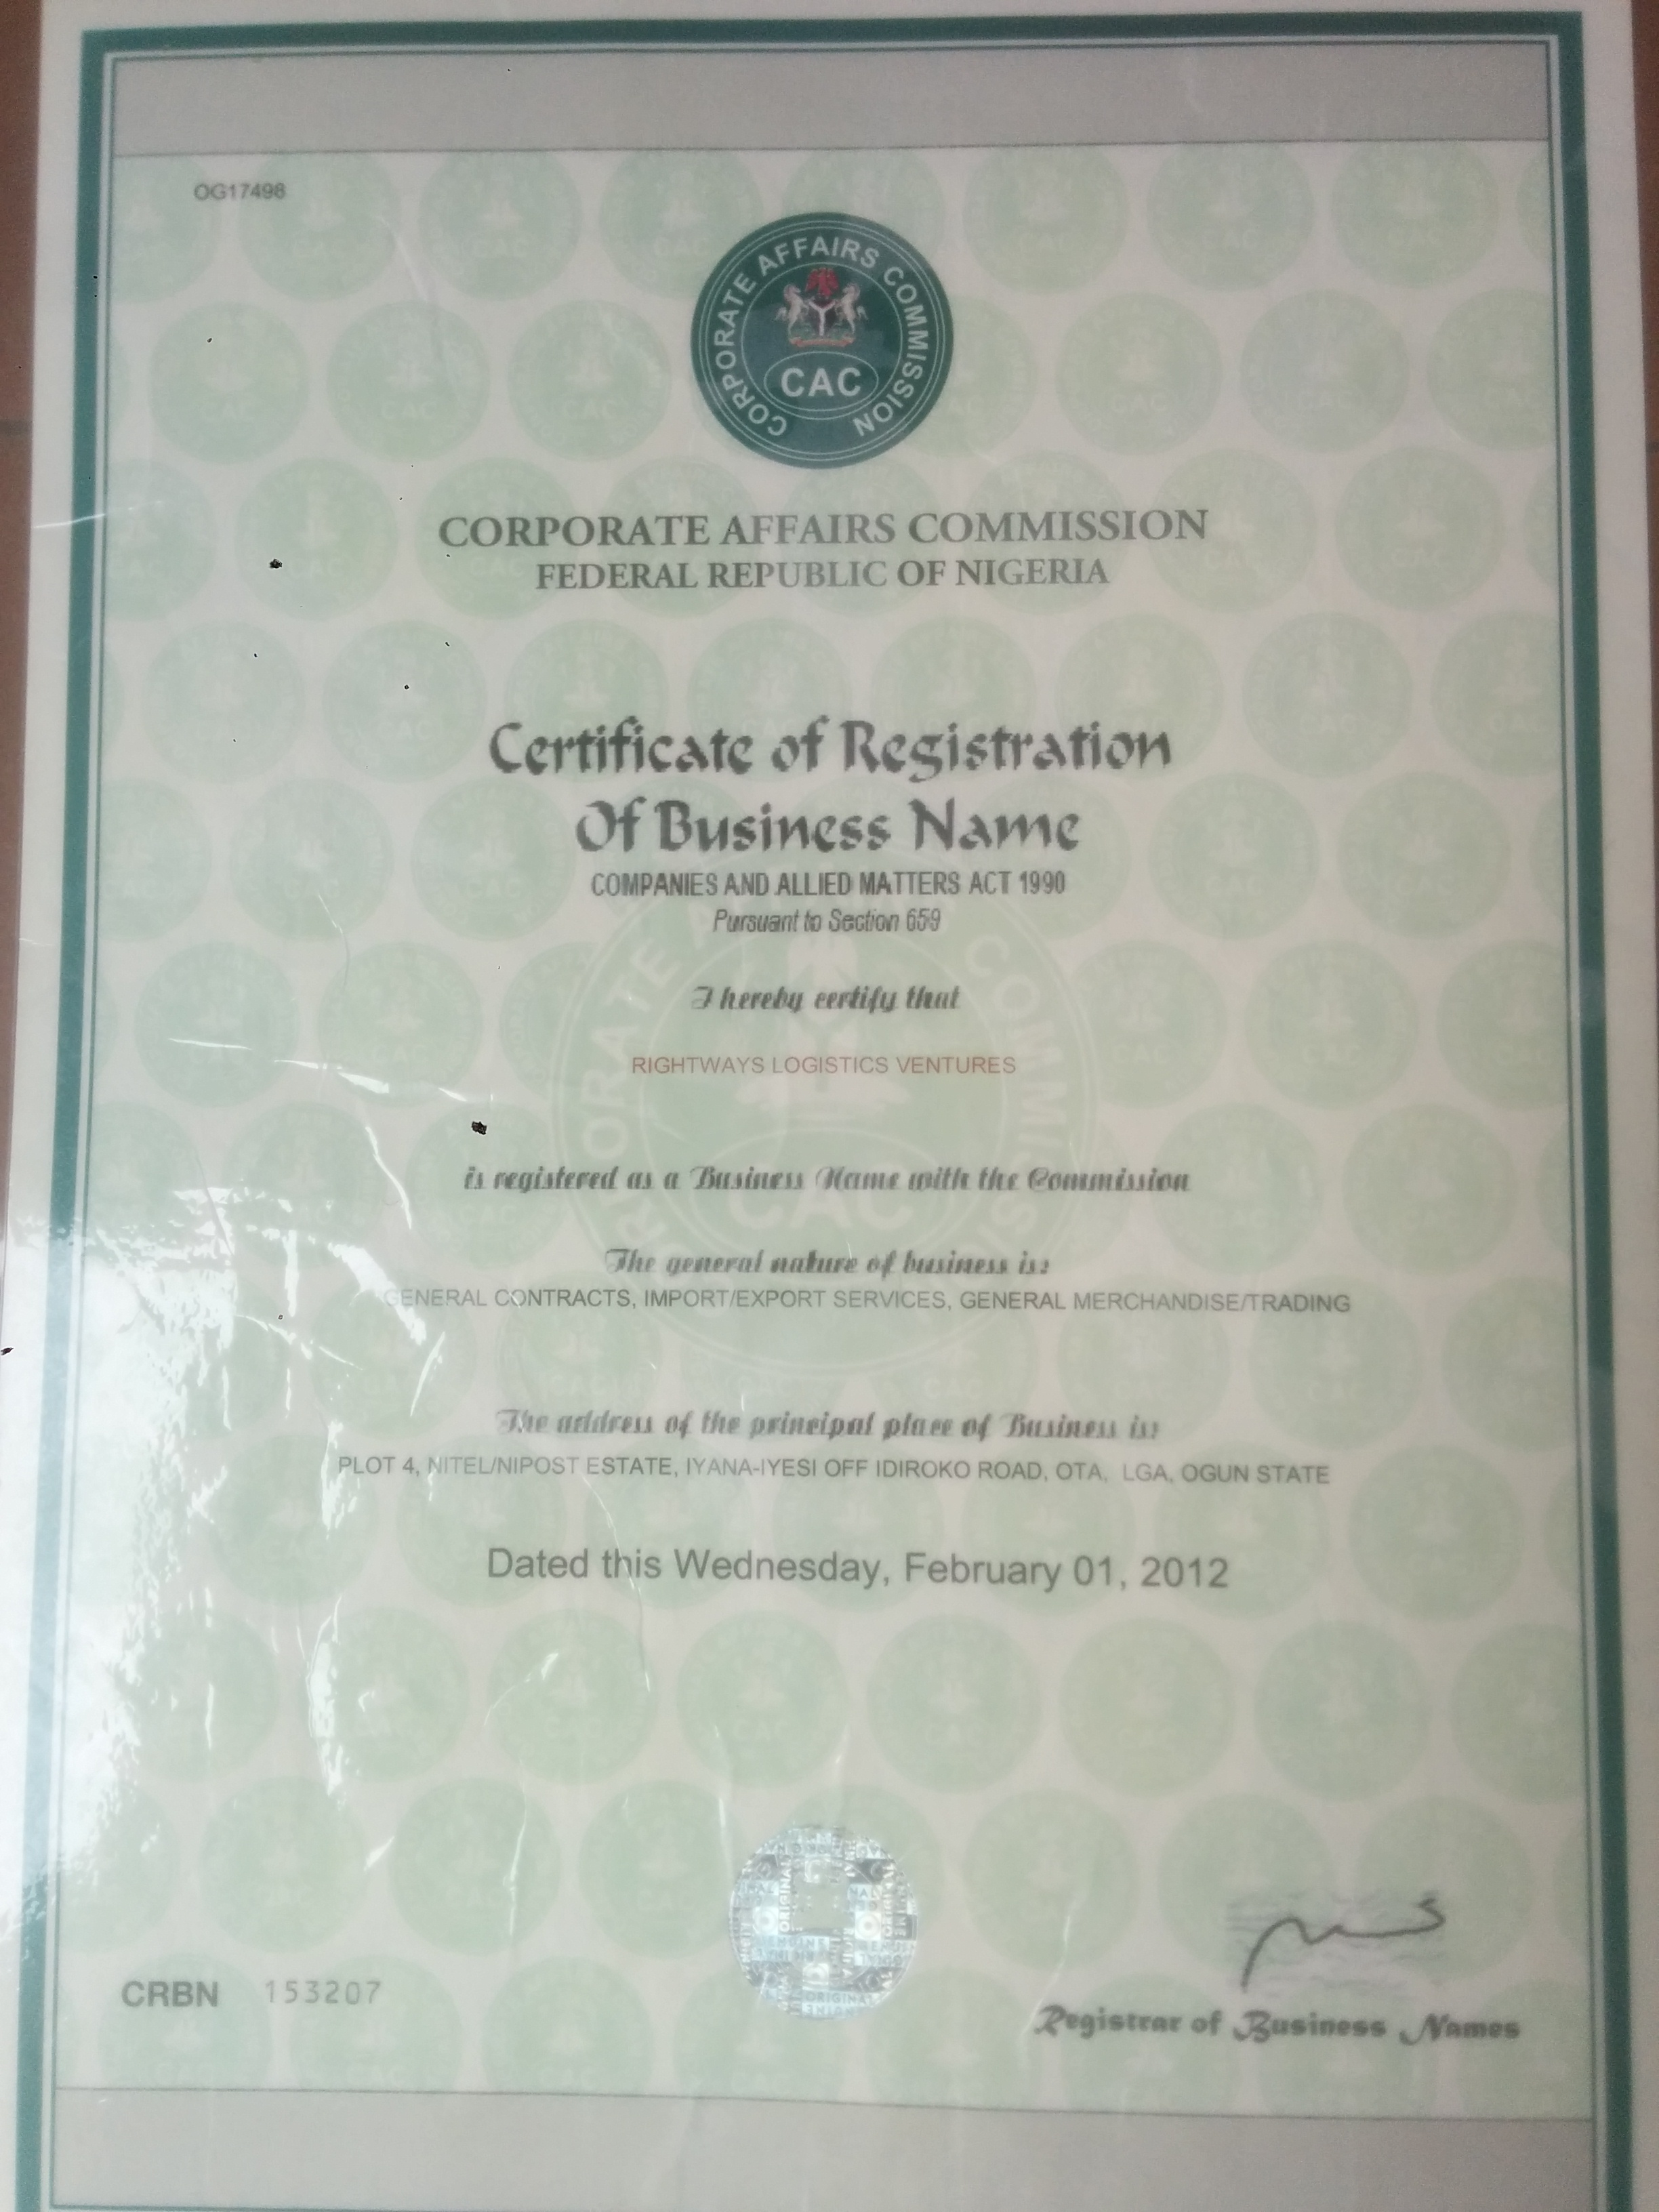 OG17498
CORPORATE AFFAIRS COMMISSION
CAC
CORPORATE AFFAIRS COMMISSION
FEDERAL REPUBLIC OF NIGERIA
Certificate of Registration
Of Business Name
COMPANIES AND ALLIED MATTERS ACT 1990
Pursuant to Section 659
I hereby certify that
RIGHTWAYS LOGISTICS VENTURES
is registered as a Business Name with the Commission
The general nature of business is:
GENERAL CONTRACTS, IMPORT/EXPORT SERVICES, GENERAL MERCHANDISE/TRADING
The address of the principal place of Business is:
PLOT 4, NITEL/NIPOST ESTATE, IYANA-IYESI OFF IDIROKO ROAD, OTA, LGA, OGUN STATE
Dated this Wednesday, February 01, 2012
ORIGINAL
CRBN 153207
Registrar of Business Names